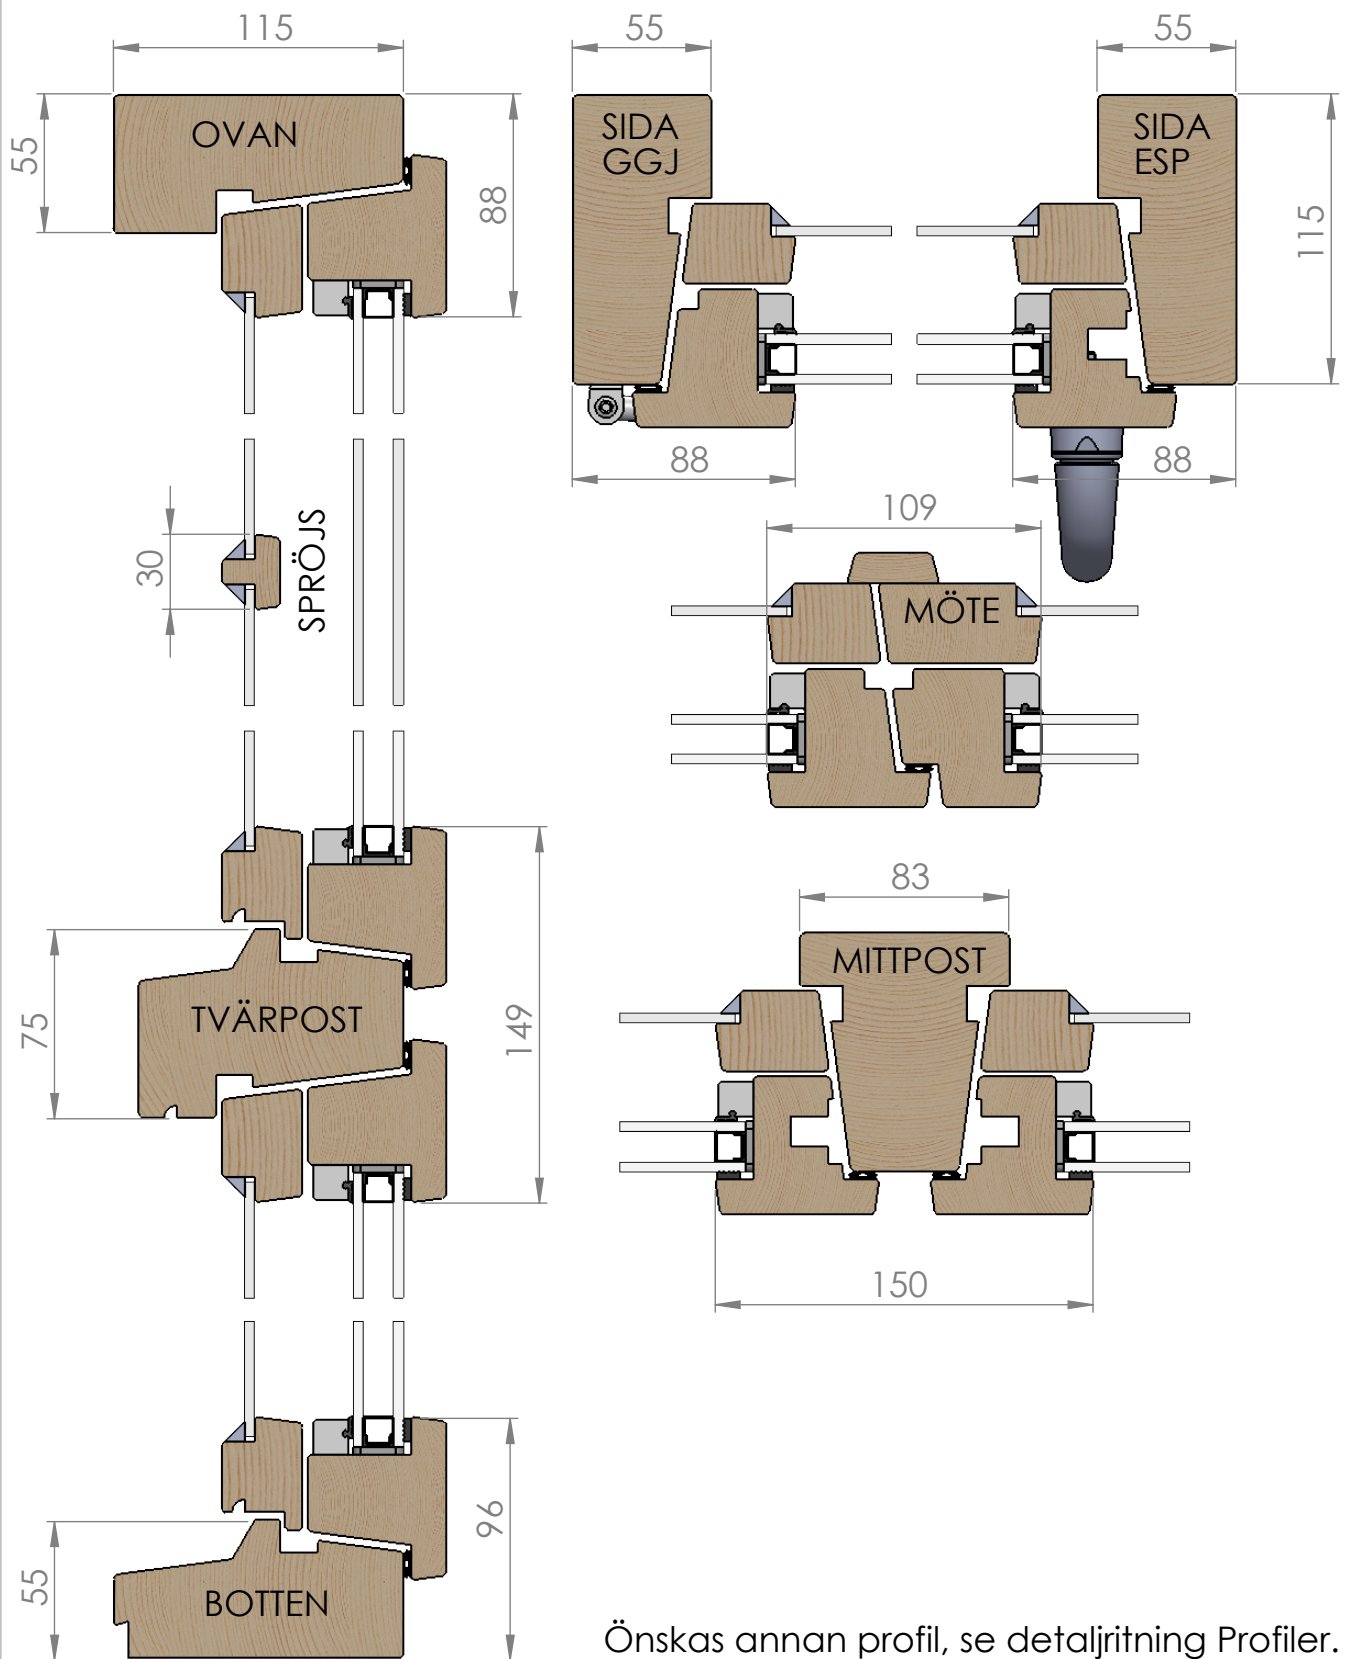 115
55
55
55
OVAN
SIDA
GGJ
SIDA
ESP
88
115
88
88
109
30
SPRÖJS
MÖTE
83
MITTPOST
75
TVÄRPOST
149
150
96
55
BOTTEN
Önskas annan profil, se detaljritning Profiler.